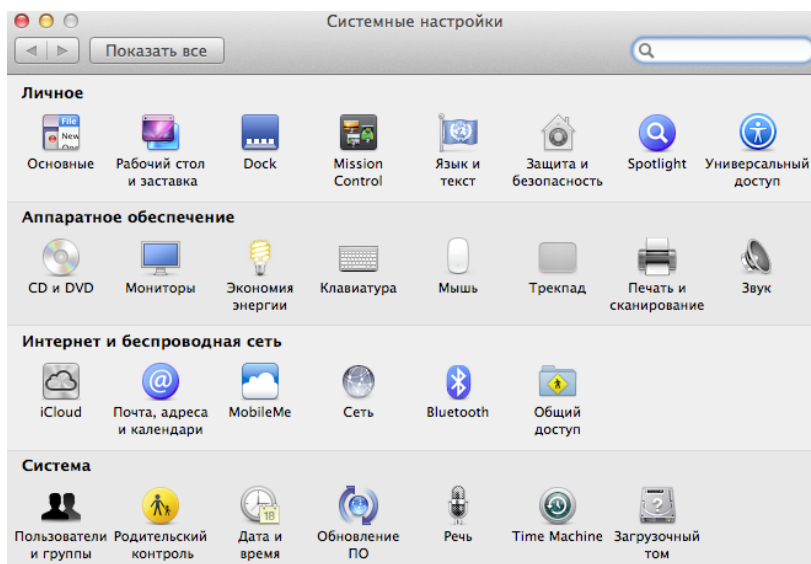 Системные настройки
Показать все
Личное
Основные Рабочий стол Dock Mission Язык и Защита и Spotlight Универсальный
и заставка Control текст безопасность доступ
Аппаратное обеспечение
CD и DVD Мониторы Экономия Клавиатура Мышь Трекпад Печать и Звук
энергии сканирование
Интернет и беспроводная сеть
iCloud Почта, адреса MobileMe Сеть Bluetooth Общий
и календари доступ
Система
Пользователи Родительский Дата и Обновление Речь Time Machine Загрузочный
и группы контроль время ПО том